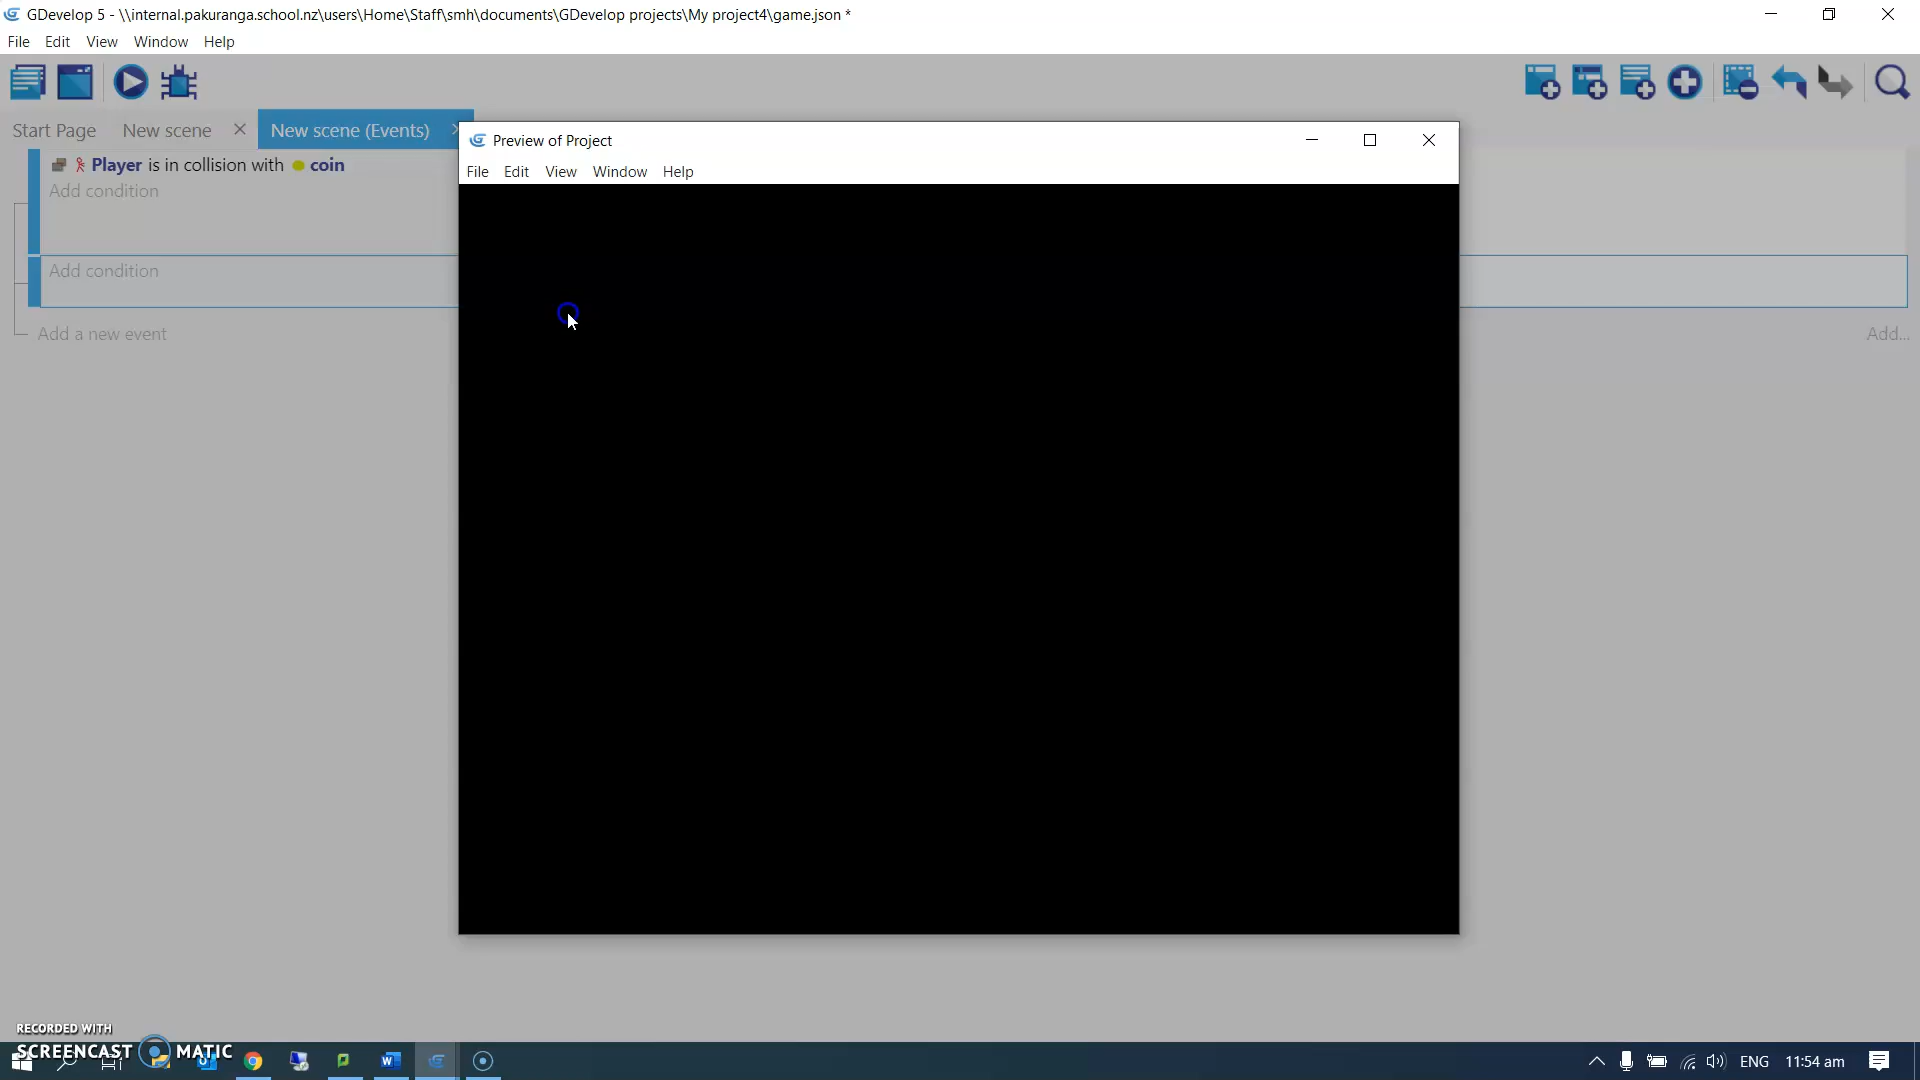 GDevelop 5 - \\internal.pakuranga.school.nz\users\Home\Staff\smh\documents\GDevelop projects\My project4\game.json *
File Edit View Window Help
Start Page New scene New scene (Events)
Preview of Project
File Edit View Window Help
Player is in collision with coin
Add condition
Add condition
Add a new event
Add...
RECORDED WITH
SCREENCAST MATIC
ENG 11:54 am